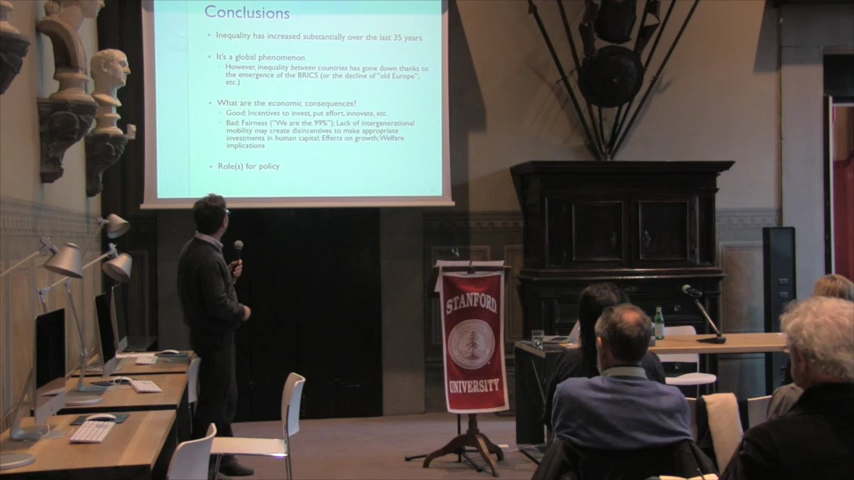 Conclusions
• Inequality has increased substantially over the last 35 years
• It's a global phenomenon
◦ However, inequality between countries has gone down thanks to
the emergence of the BRICS (or the decline of "old Europe",
etc.)
• What are the economic consequences?
◦ Good: Incentives to invest, put effort, innovate, etc.
◦ Bad: Fairness ("We are the 99%"); Lack of intergenerational
mobility may create disincentives to make appropriate
investments in human capital; Effects on growth; Welfare
implications
• Role(s) for policy
STANFORD
UNIVERSITY